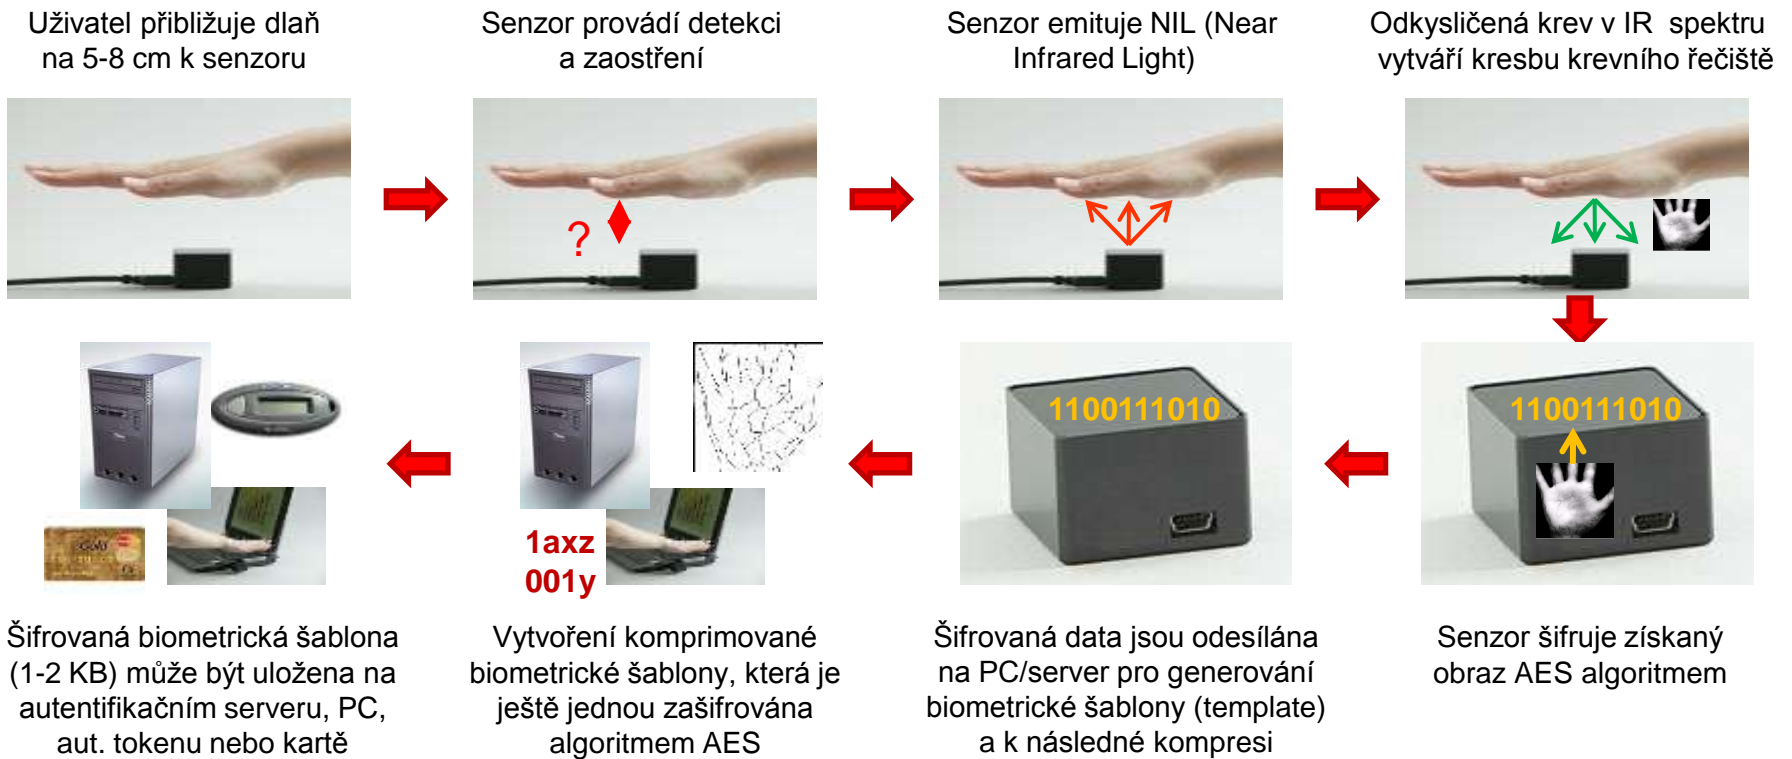 Uživatel přibližuje dlaň
na 5-8 cm k senzoru
Senzor provádí detekci
a zaostření
Senzor emituje NIL (Near
Infrared Light)
Odkysličená krev v IR spektru
vytváří kresbu krevního řečiště
?
1100111010
Senzor šifruje získaný
obraz AES algoritmem
1100111010
Šifrovaná data jsou odesílána
na PC/server pro generování
biometrické šablony (template)
a k následné kompresi
1axz
001y
Vytvoření komprimované
biometrické šablony, která je
ještě jednou zašifrována
algoritmem AES
Gold
Šifrovaná biometrická šablona
(1-2 KB) může být uložena na
autentifikačním serveru, PC,
aut. tokenu nebo kartě